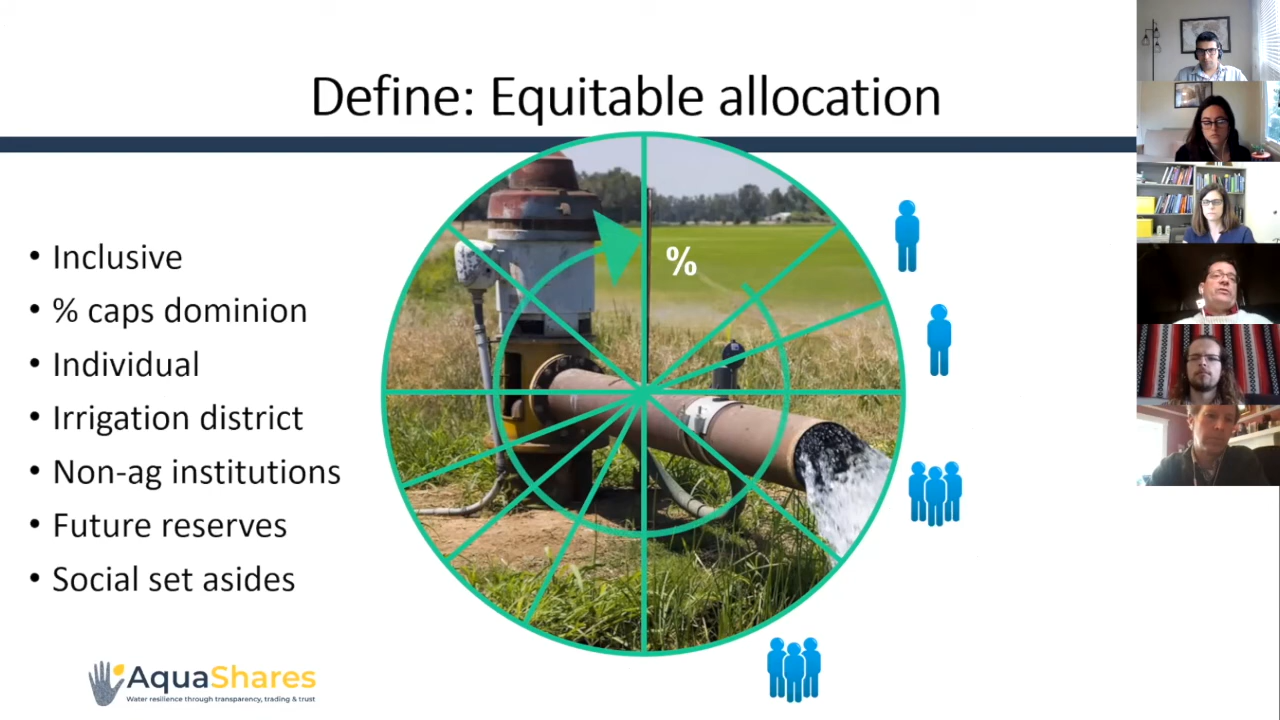 Define: Equitable allocation
• Inclusive
• % caps dominion
• Individual
• Irrigation district
• Non-ag institutions
• Future reserves
• Social set asides
%
AquaShares
Water resilience through transparency, trading & trust